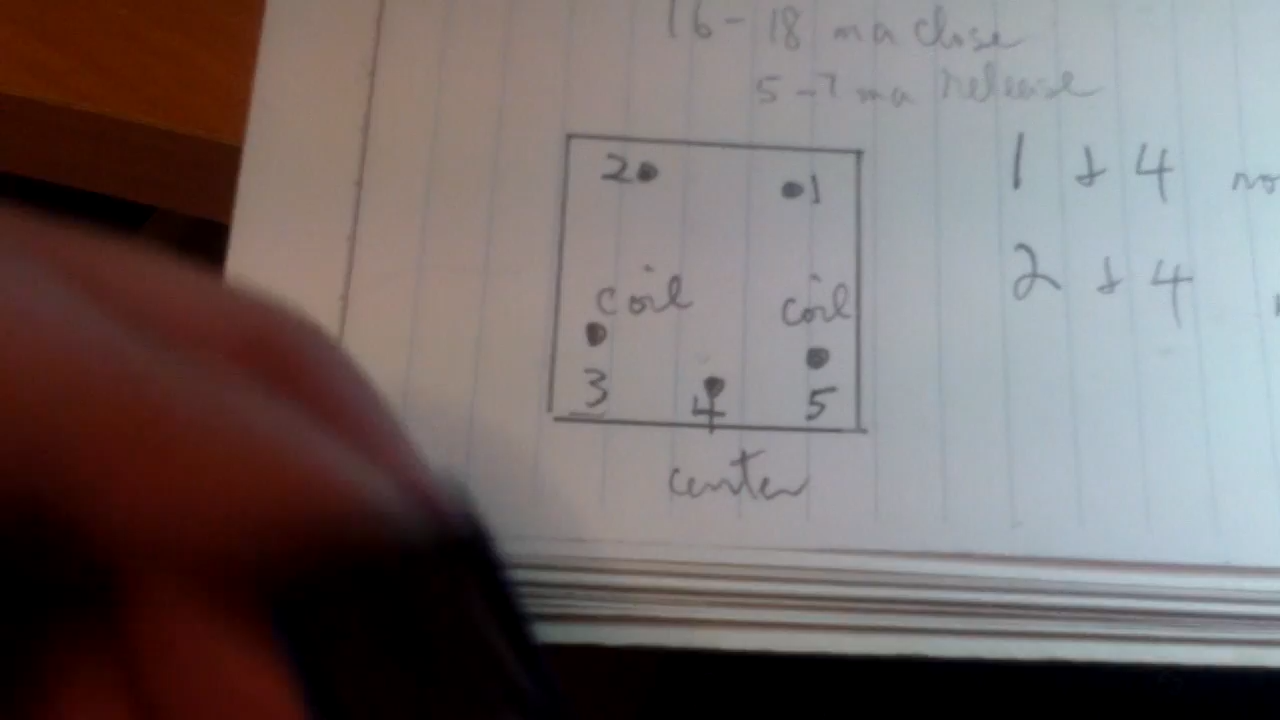 16-18 ma close
5-7 ma release
2 1
1 & 4 no
2 & 4
coil coil
3 4 5
center